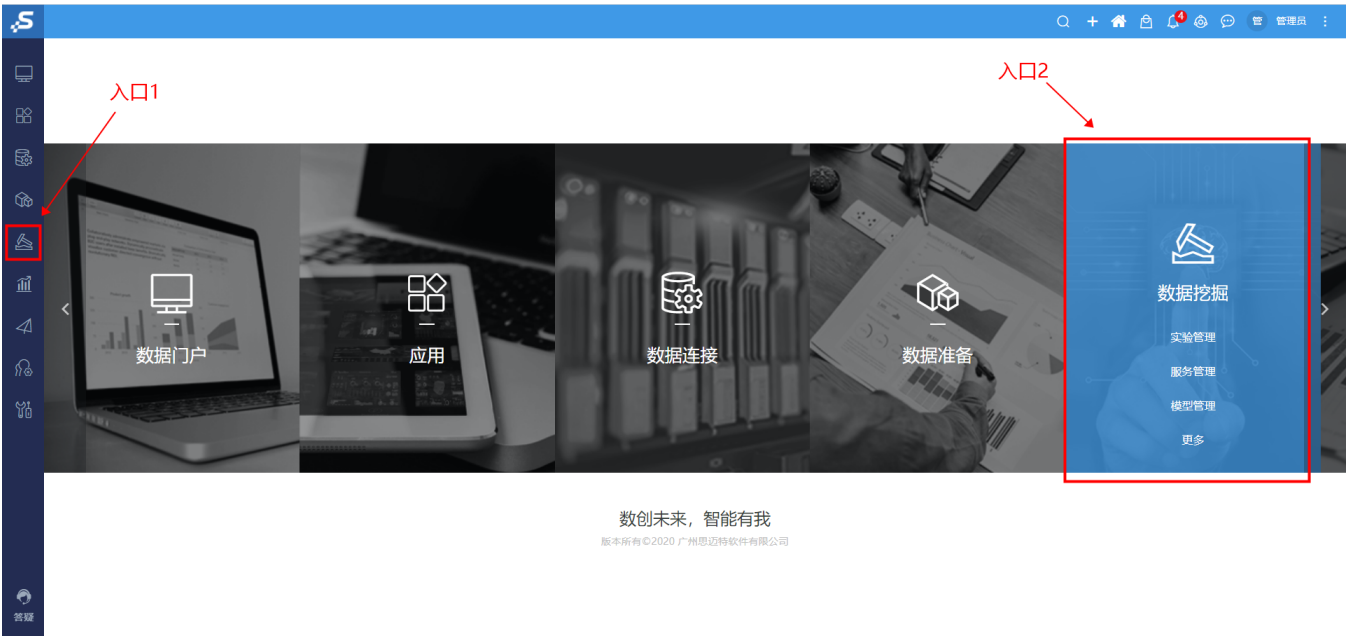 S
4
管
管理员
入口1
入口2
数据门户
应用
数据连接
数据准备
数据挖掘
实验管理
服务管理
模型管理
更多
数创未来，智能有我
版本所有©2020 广州思迈特软件有限公司
答疑